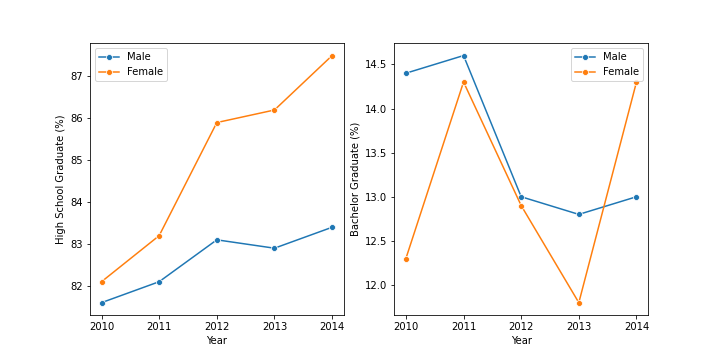 Male
Female
87
86
85
84
83
82
High School Graduate (%)
2010 2011 2012 2013 2014
Year
Male
Female
14.5
14.0
13.5
13.0
12.5
12.0
Bachelor Graduate (%)
2010 2011 2012 2013 2014
Year